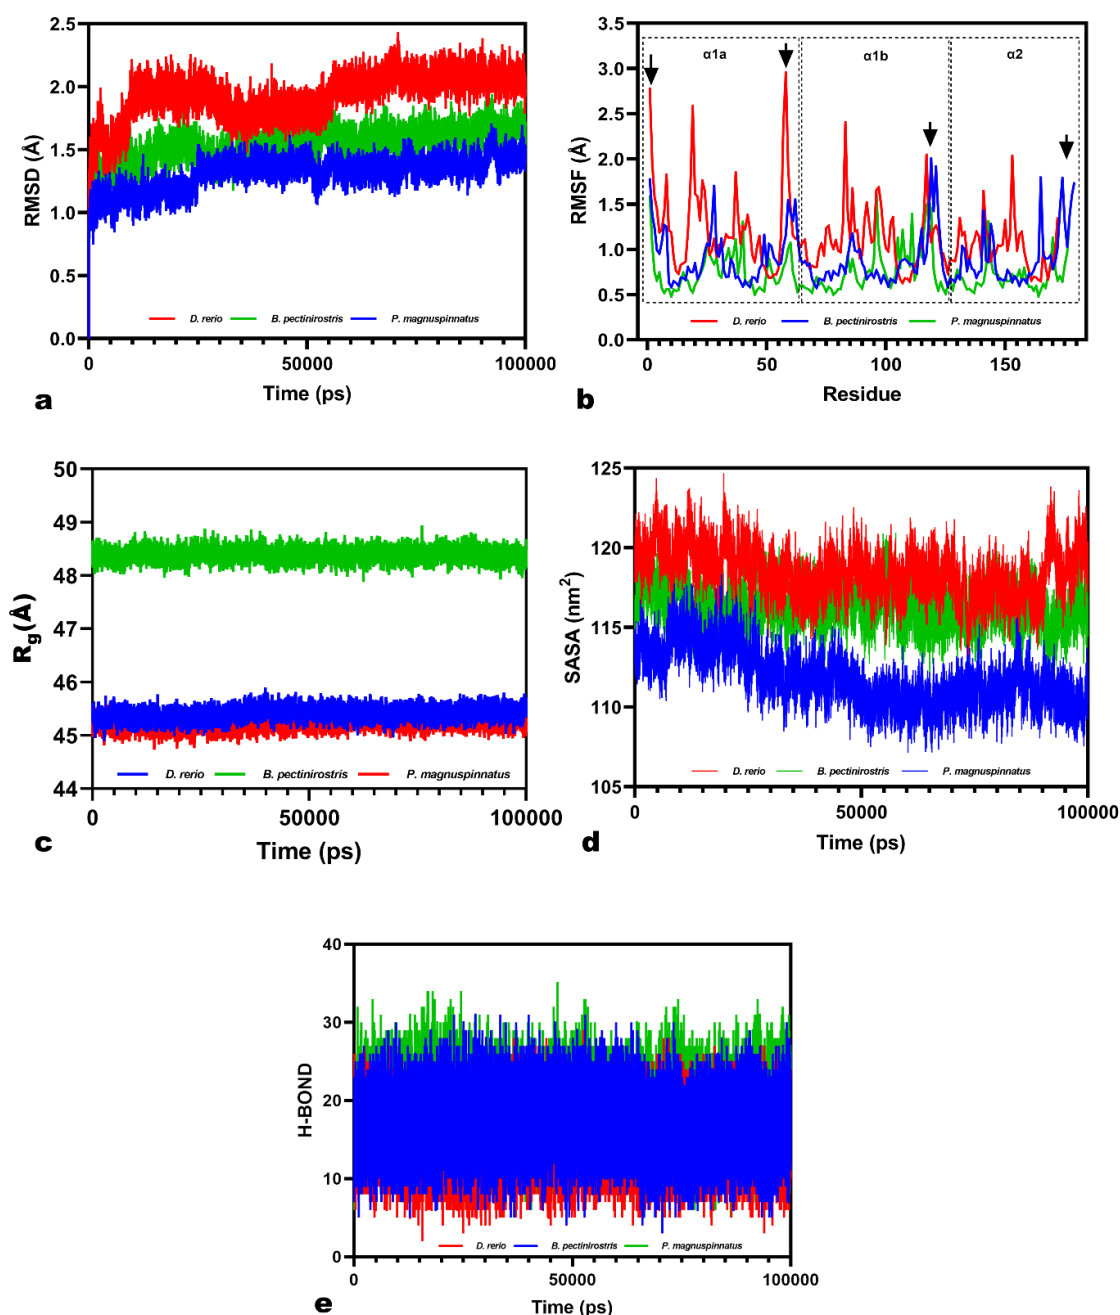 2.5
2.0
1.5
1.0
1.5
0.0
RMSD (Å)
D. rerio
B. pectinirostris
P. magnuspinnatus
0
50000
100000
Time (ps)
a
3.5
3.0
2.5
2.0
1.5
1.0
0.5
0.0
RMSF (Å)
α1a
α1b
α2
D. rerio
B. pectinirostris
P. magnuspinnatus
0
50
100
150
Residue
b
50
49
48
47
46
45
44
Rg(Å)
D. rerio
B. pectinirostris
P. magnuspinnatus
0
50000
100000
Time (ps)
c
125
120
115
110
105
SASA (nm²)
D. rerio
B. pectinirostris
P. magnuspinnatus
0
50000
100000
Time (ps)
d
40
30
20
10
0
H-BOND
D. rerio
B. pectinirostris
P. magnuspinnatus
0
50000
100000
Time (ps)
e